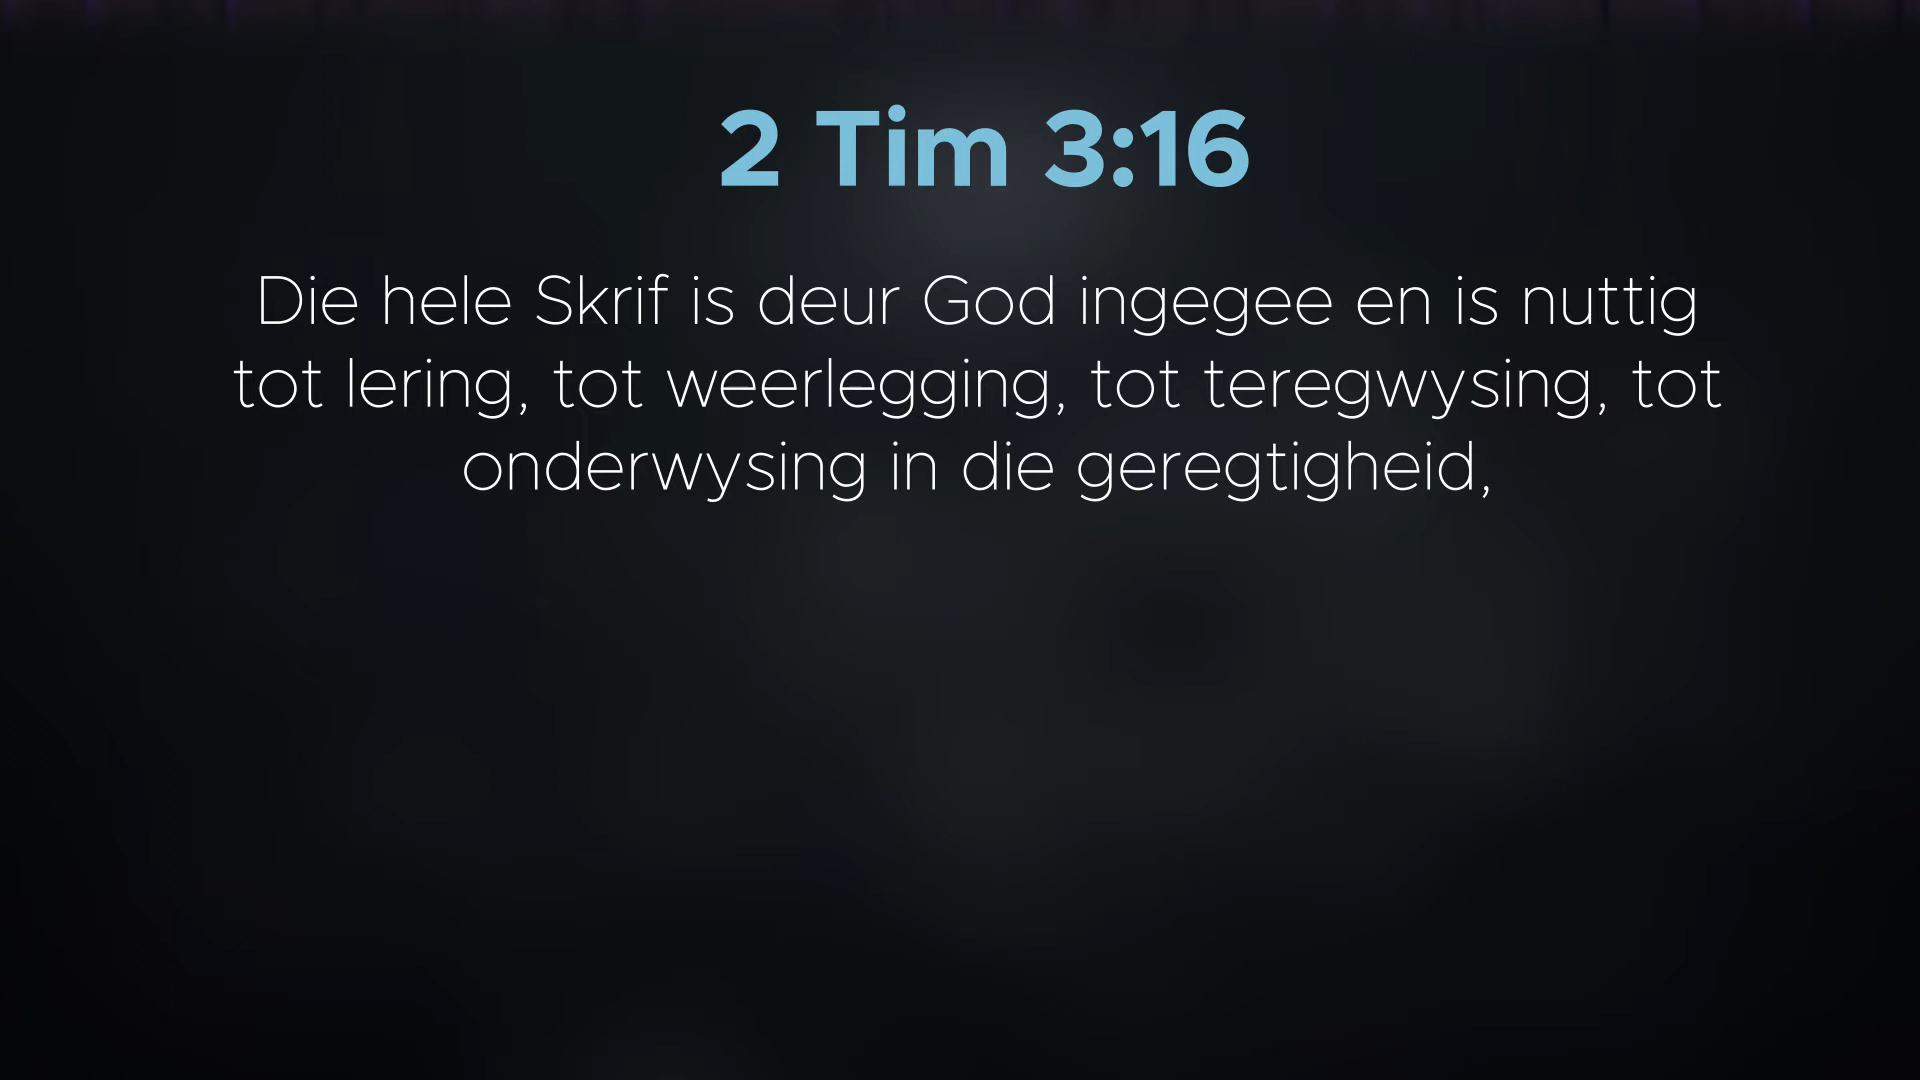 2 Tim 3:16
Die hele Skrif is deur God ingegee en is nuttig
tot lering, tot weerlegging, tot teregwysing, tot
onderwysing in die geregtigheid,